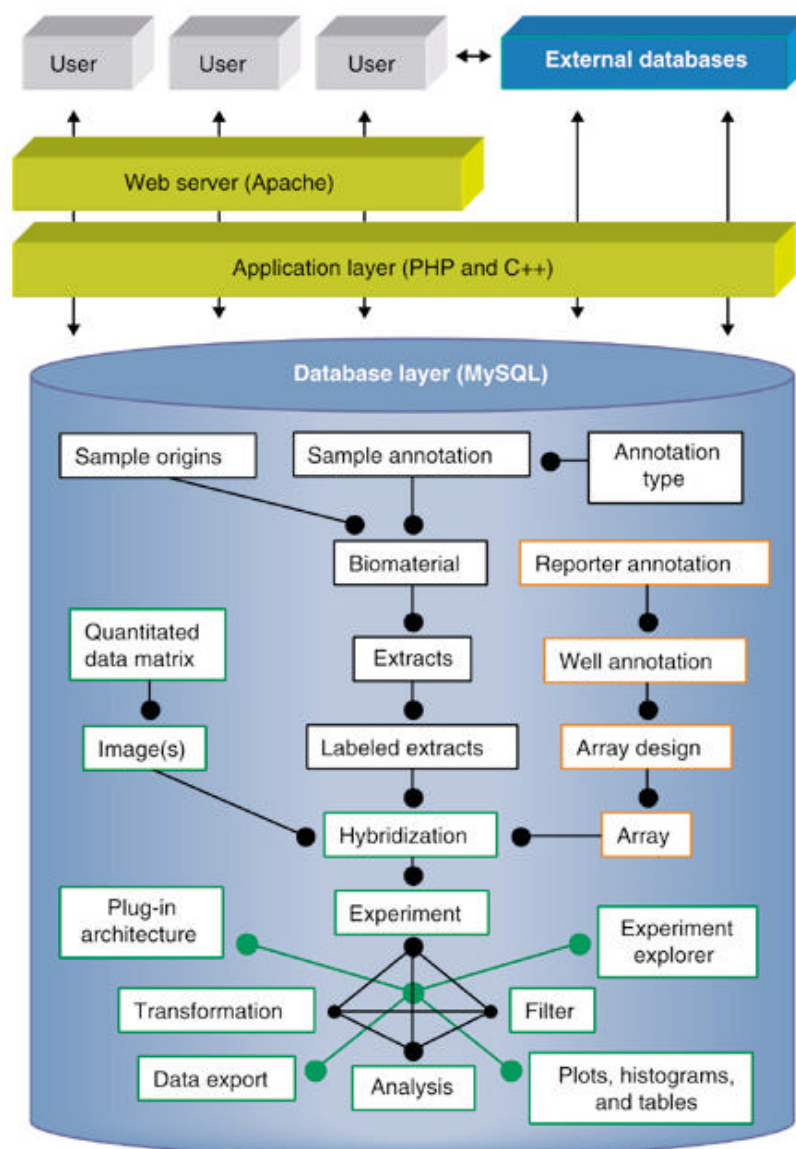 User
User
User
External databases
Web server (Apache)
Application layer (PHP and C++)
Database layer (MySQL)
Sample origins
Sample annotation
Annotation
type
Biomaterial
Reporter annotation
Quantitated
data matrix
Extracts
Well annotation
Image(s)
Labeled extracts
Array design
Hybridization
Array
Plug-in
architecture
Experiment
Experiment
explorer
Transformation
Filter
Data export
Analysis
Plots, histograms,
and tables